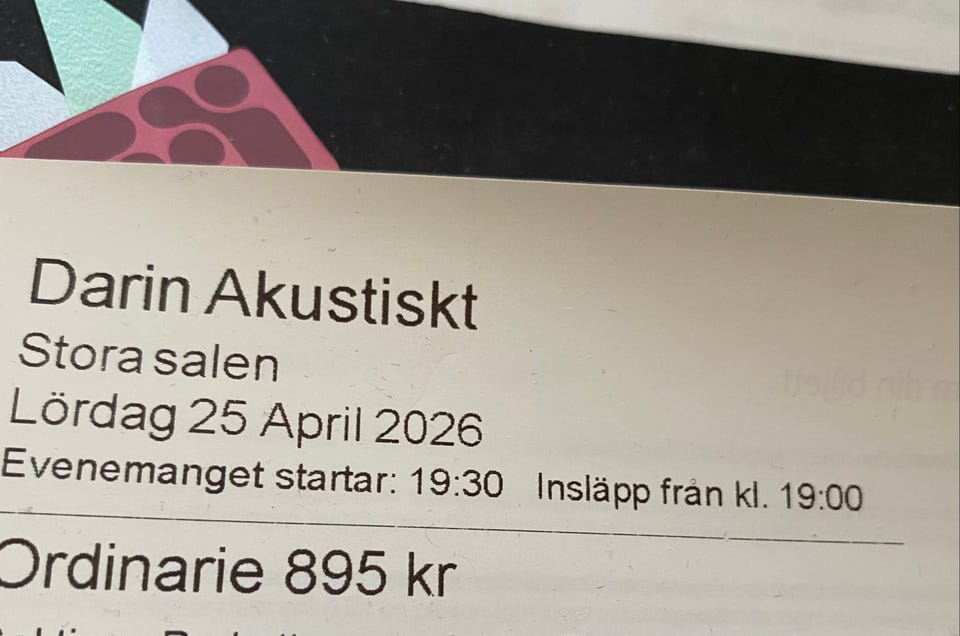 Darin Akustiskt
Stora salen
Lördag 25 April 2026
Evenemanget startar: 19:30 Insläpp från kl. 19:00
Ordinarie 895 kr